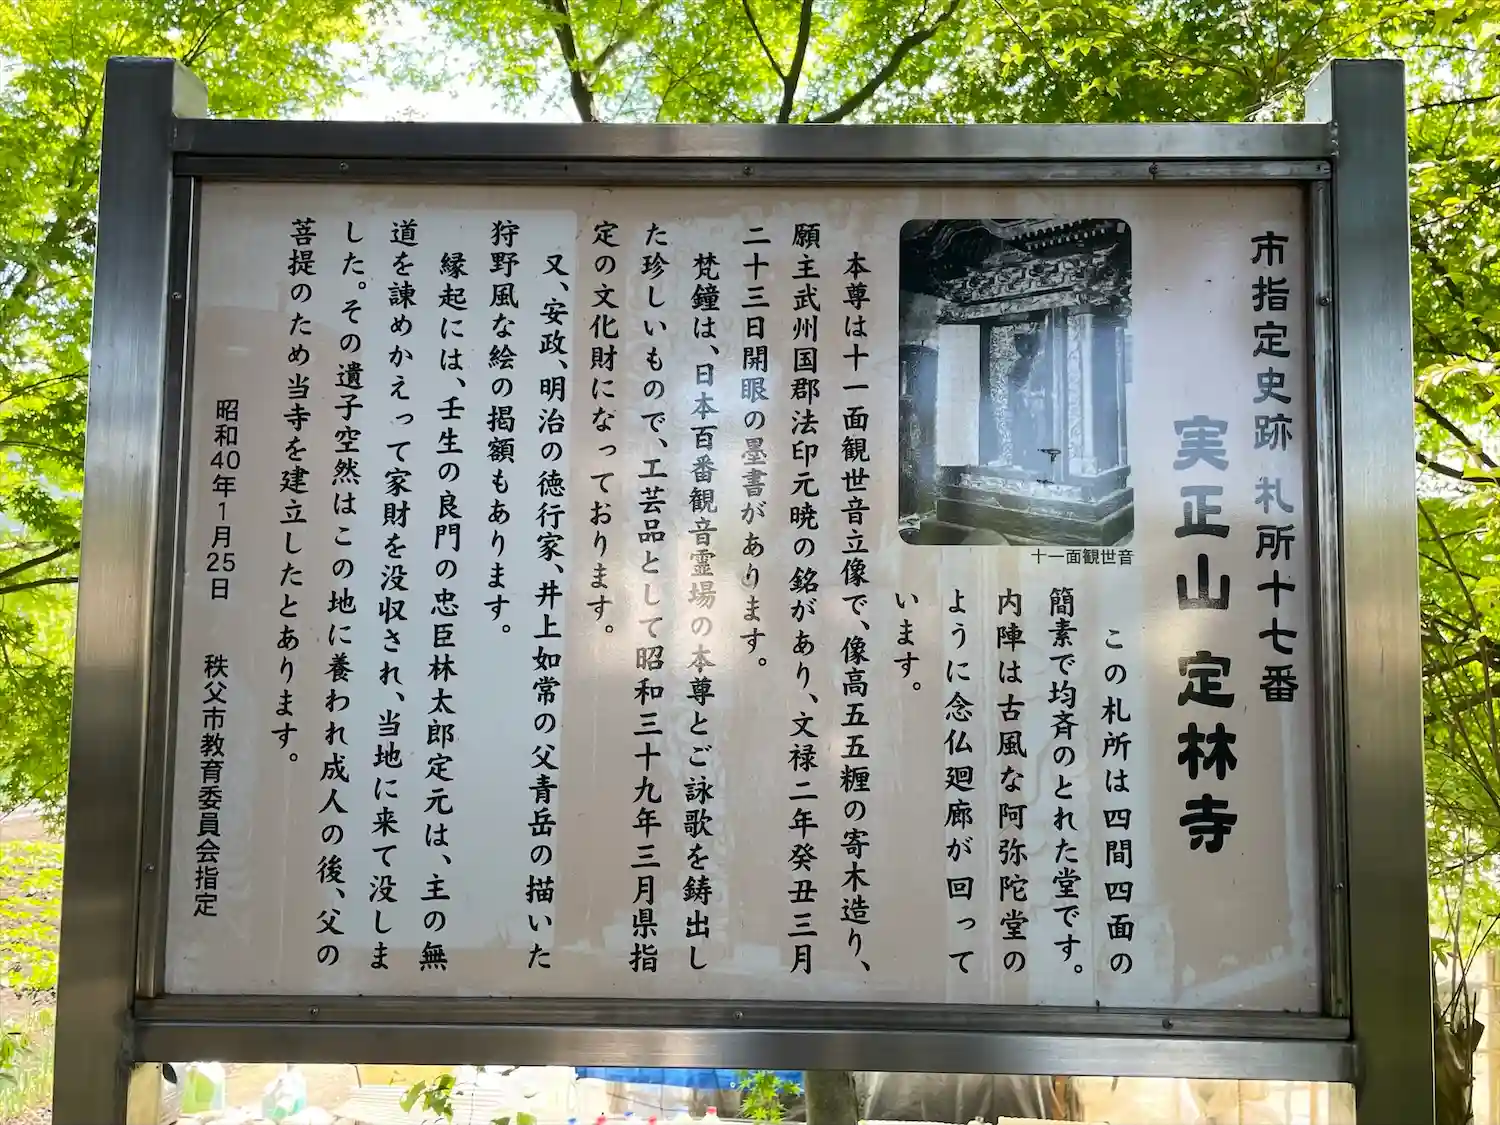 市指定史跡 札所十七番
実正山 定林寺
この札所は四間四面の
簡素で均斉のとれた堂です。
内陣は古風な阿弥陀堂の
ように念仏廻廊が回って
います。
十一面観世音
本尊は十一面観世音立像で、像高五五糎の寄木造り、
願主武州国郡法印元暁の銘があり、文禄二年癸丑三月
二十三日開眼の墨書があります。
梵鐘は、日本百番観音霊場の本尊とご詠歌を鋳出し
た珍しいもので、工芸品として昭和三十九年三月県指
定の文化財になっております。
又、安政、明治の徳行家、井上如常の父青岳の描いた
狩野風な絵の掲額もあります。
縁起には、壬生の良門の忠臣林太郎定元は、主の無
道を諫めかえって家財を没収され、当地に来て没しま
した。その遺子空然はこの地に養われ成人の後、父の
菩提のため当寺を建立したとあります。
昭和40年1月25日 秩父市教育委員会指定